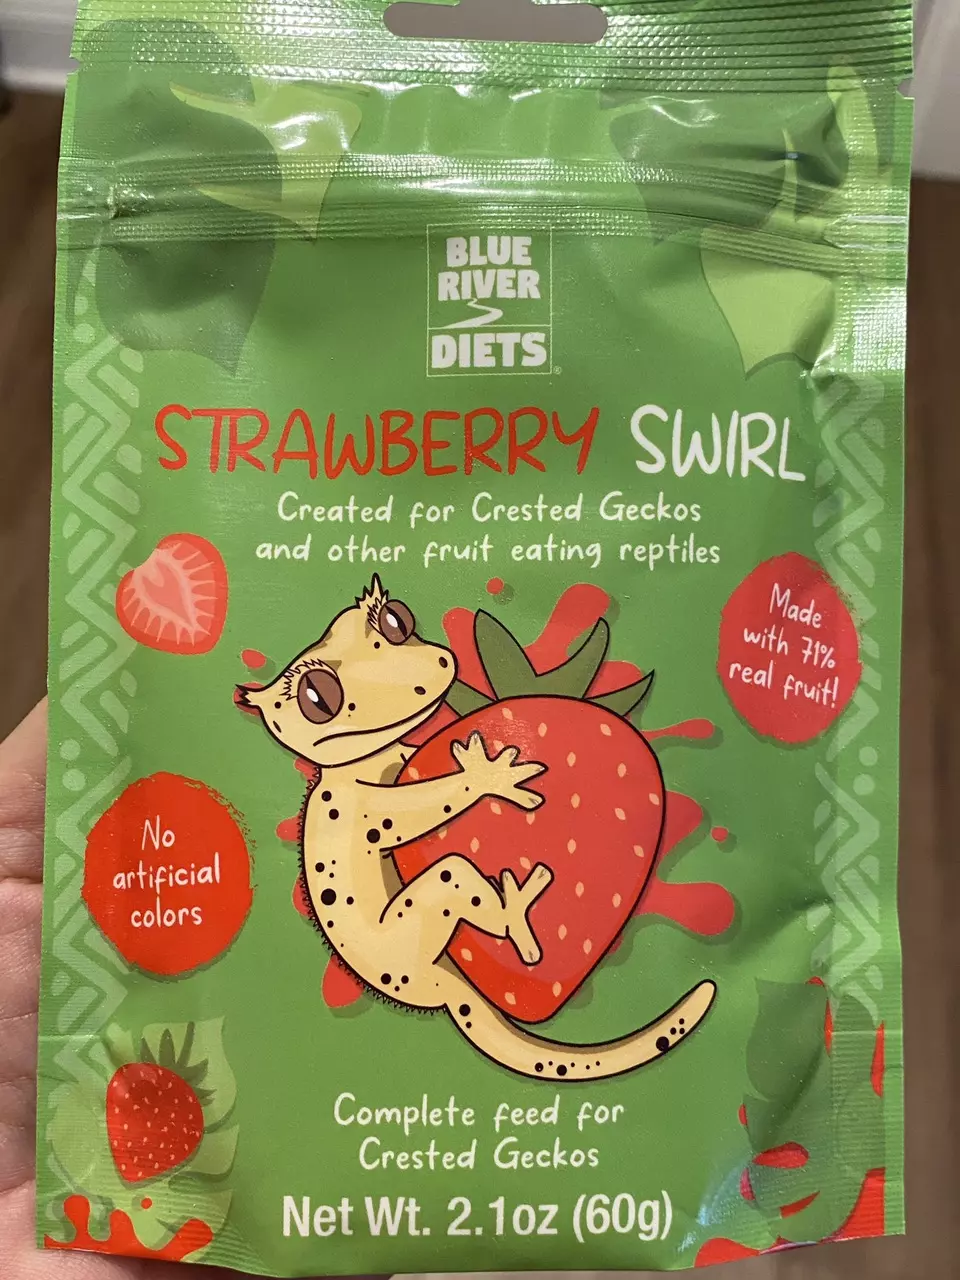 BLUE
RIVER
DIETS®
STRAWBERRY SWIRL
Created for Crested Geckos
and other fruit eating reptiles
Made
with 71%
real fruit!
No
artificial
colors
Complete feed for
Crested Geckos
Net Wt. 2.1oz (60g)